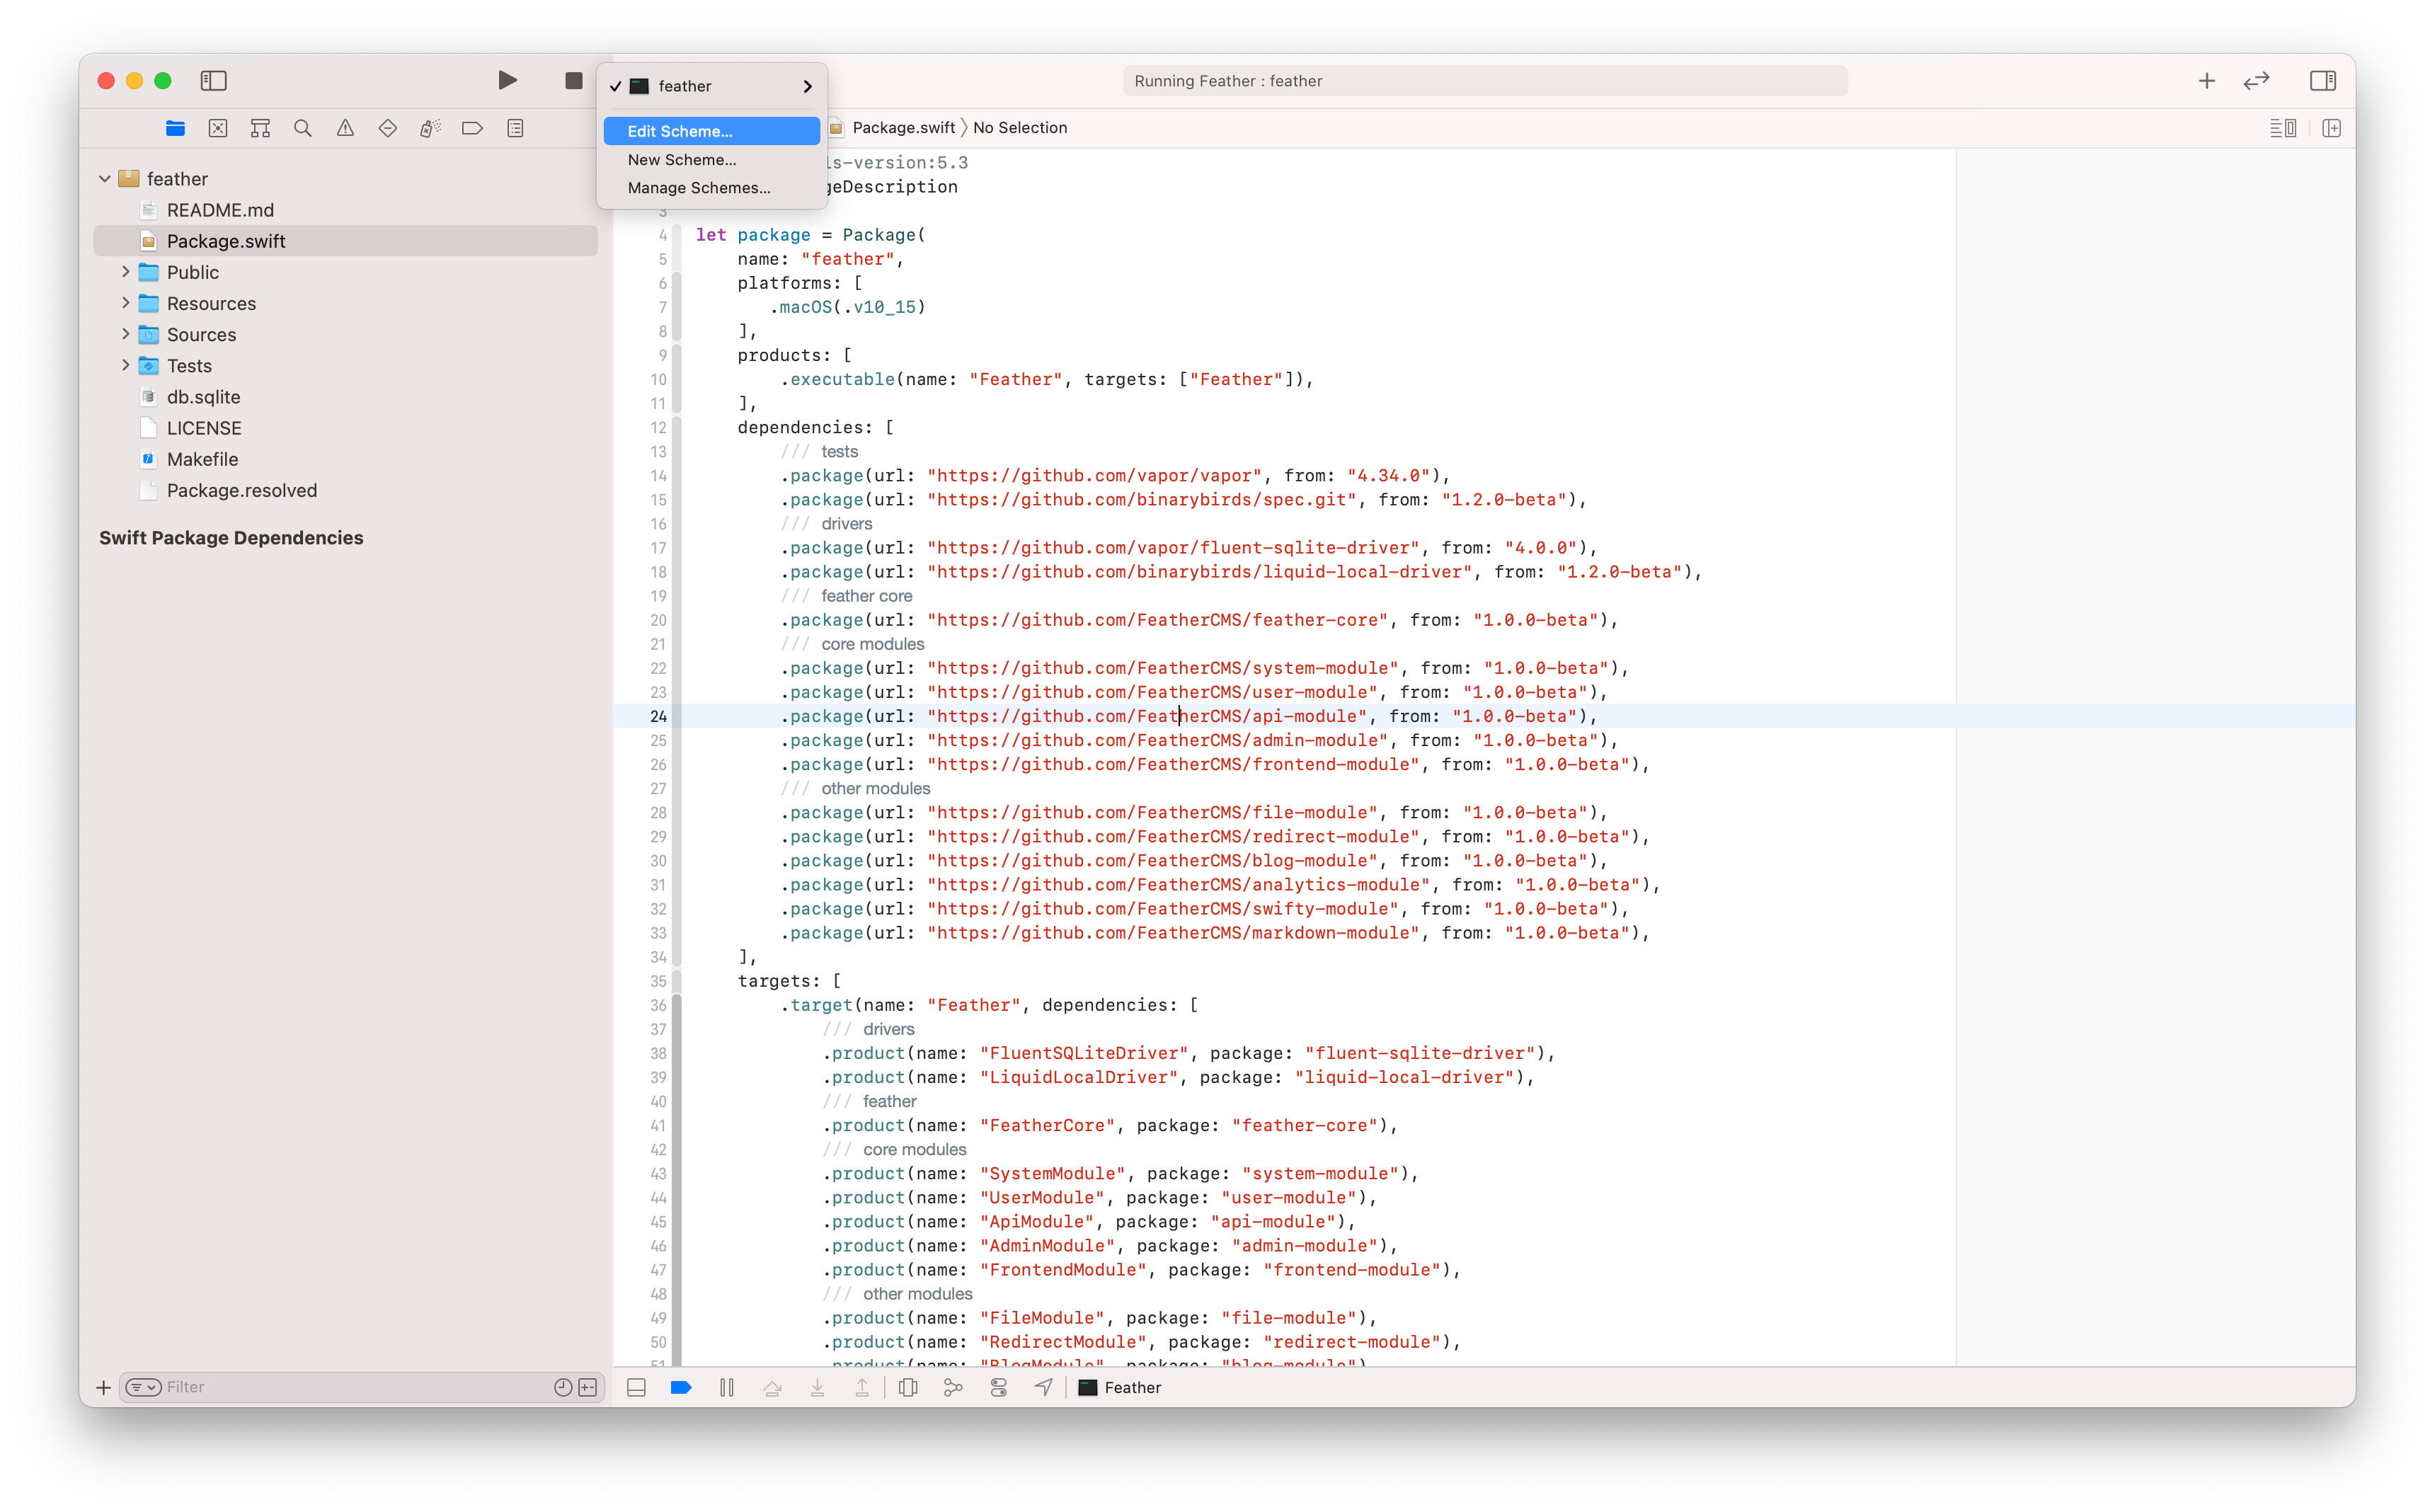 feather
Edit Scheme...
New Scheme...
Manage Schemes...
Running Feather : feather
Package.swift 〉No Selection
feather
README.md
Package.swift
Public
Resources
Sources
Tests
db.sqlite
LICENSE
Makefile
Package.resolved
Swift Package Dependencies
Filter
ls-version:5.3
geDescription
3
4 let package = Package(
5     name: "feather",
6     platforms: [
7        .macOS(.v10_15)
8     ],
9     products: [
10         .executable(name: "Feather", targets: ["Feather"]),
11     ],
12     dependencies: [
13         /// tests
14         .package(url: "https://github.com/vapor/vapor", from: "4.34.0"),
15         .package(url: "https://github.com/binarybirds/spec.git", from: "1.2.0-beta"),
16         /// drivers
17         .package(url: "https://github.com/vapor/fluent-sqlite-driver", from: "4.0.0"),
18         .package(url: "https://github.com/binarybirds/liquid-local-driver", from: "1.2.0-beta"),
19         /// feather core
20         .package(url: "https://github.com/FeatherCMS/feather-core", from: "1.0.0-beta"),
21         /// core modules
22         .package(url: "https://github.com/FeatherCMS/system-module", from: "1.0.0-beta"),
23         .package(url: "https://github.com/FeatherCMS/user-module", from: "1.0.0-beta"),
24         .package(url: "https://github.com/FeatherCMS/api-module", from: "1.0.0-beta"),
25         .package(url: "https://github.com/FeatherCMS/admin-module", from: "1.0.0-beta"),
26         .package(url: "https://github.com/FeatherCMS/frontend-module", from: "1.0.0-beta"),
27         /// other modules
28         .package(url: "https://github.com/FeatherCMS/file-module", from: "1.0.0-beta"),
29         .package(url: "https://github.com/FeatherCMS/redirect-module", from: "1.0.0-beta"),
30         .package(url: "https://github.com/FeatherCMS/blog-module", from: "1.0.0-beta"),
31         .package(url: "https://github.com/FeatherCMS/analytics-module", from: "1.0.0-beta"),
32         .package(url: "https://github.com/FeatherCMS/swifty-module", from: "1.0.0-beta"),
33         .package(url: "https://github.com/FeatherCMS/markdown-module", from: "1.0.0-beta"),
34     ],
35     targets: [
36         .target(name: "Feather", dependencies: [
37             /// drivers
38             .product(name: "FluentSQLiteDriver", package: "fluent-sqlite-driver"),
39             .product(name: "LiquidLocalDriver", package: "liquid-local-driver"),
40             /// feather
41             .product(name: "FeatherCore", package: "feather-core"),
42             /// core modules
43             .product(name: "SystemModule", package: "system-module"),
44             .product(name: "UserModule", package: "user-module"),
45             .product(name: "ApiModule", package: "api-module"),
46             .product(name: "AdminModule", package: "admin-module"),
47             .product(name: "FrontendModule", package: "frontend-module"),
48             /// other modules
49             .product(name: "FileModule", package: "file-module"),
50             .product(name: "RedirectModule", package: "redirect-module"),
51             .product(name: "BlogModule", package: "blog-module"),
Feather